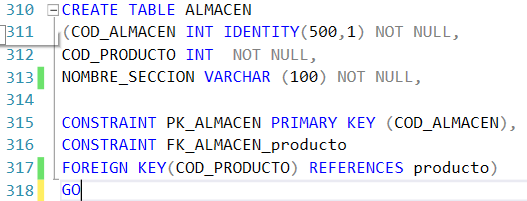 310 CREATE TABLE ALMACEN
311 (COD_ALMACEN INT IDENTITY(500,1) NOT NULL,
312 COD_PRODUCTO INT  NOT NULL,
313 NOMBRE_SECCION VARCHAR (100) NOT NULL,
314
315 CONSTRAINT PK_ALMACEN PRIMARY KEY (COD_ALMACEN),
316 CONSTRAINT FK_ALMACEN_producto
317 FOREIGN KEY(COD_PRODUCTO) REFERENCES producto)
318 GO